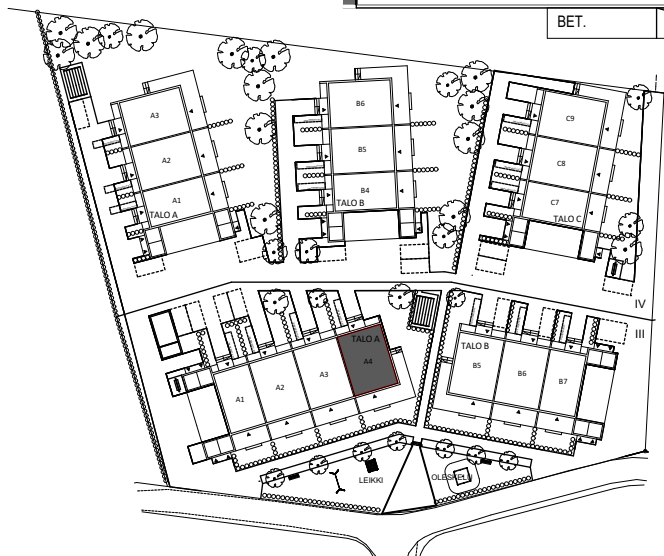 BET.
A3
B6
C9
A2
B5
C8
A1
B4
C7
TALO A
TALO B
TALO C
IV
III
TALO A
TALO B
A4
B5
B6
B7
A3
A2
A1
LEIKKI
OLESKELU